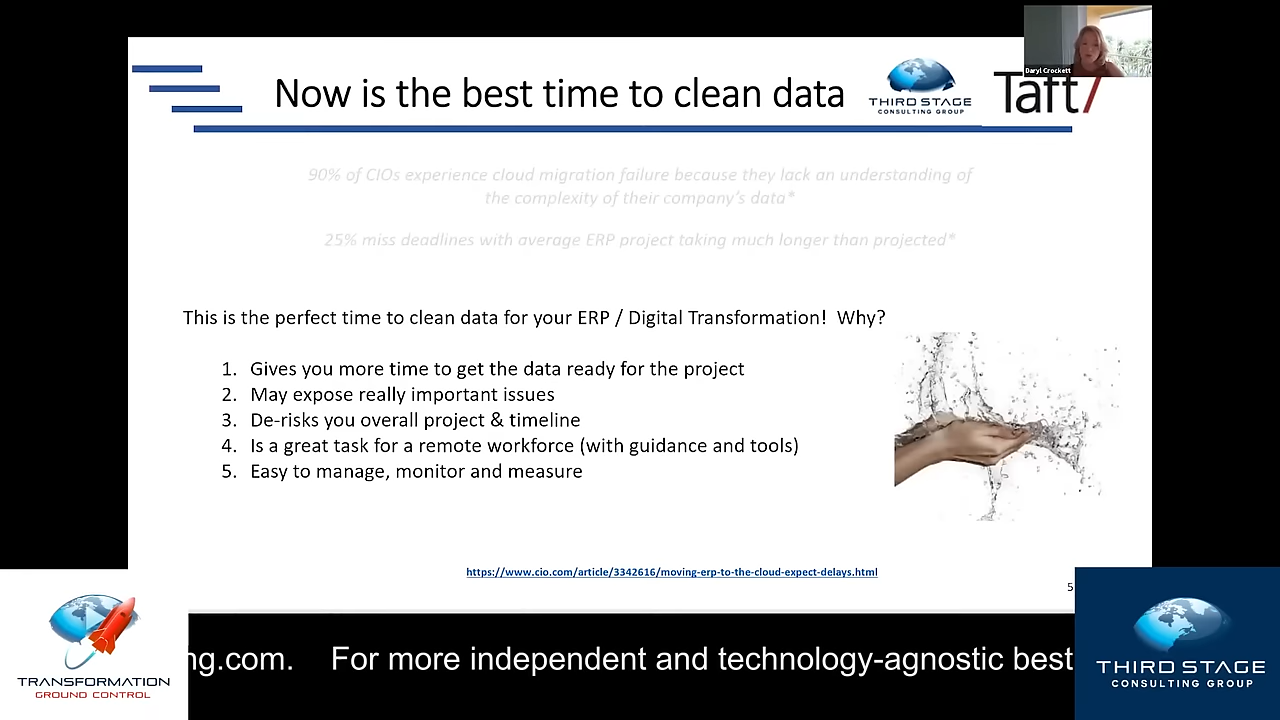 Daryl Crockett
Now is the best time to clean data
THIRD STAGE
CONSULTING GROUP
Taft7
90% of CIOs experience cloud migration failure because they lack an understanding of
the complexity of their company's data*
25% miss deadlines with average ERP project taking much longer than projected*
This is the perfect time to clean data for your ERP / Digital Transformation! Why?
1. Gives you more time to get the data ready for the project
2. May expose really important issues
3. De-risks you overall project & timeline
4. Is a great task for a remote workforce (with guidance and tools)
5. Easy to manage, monitor and measure
https://www.cio.com/article/3342616/moving-erp-to-the-cloud-expect-delays.html
5
TRANSFORMATION
GROUND CONTROL
ng.com. For more independent and technology-agnostic best
THIRD STAGE
CONSULTING GROUP